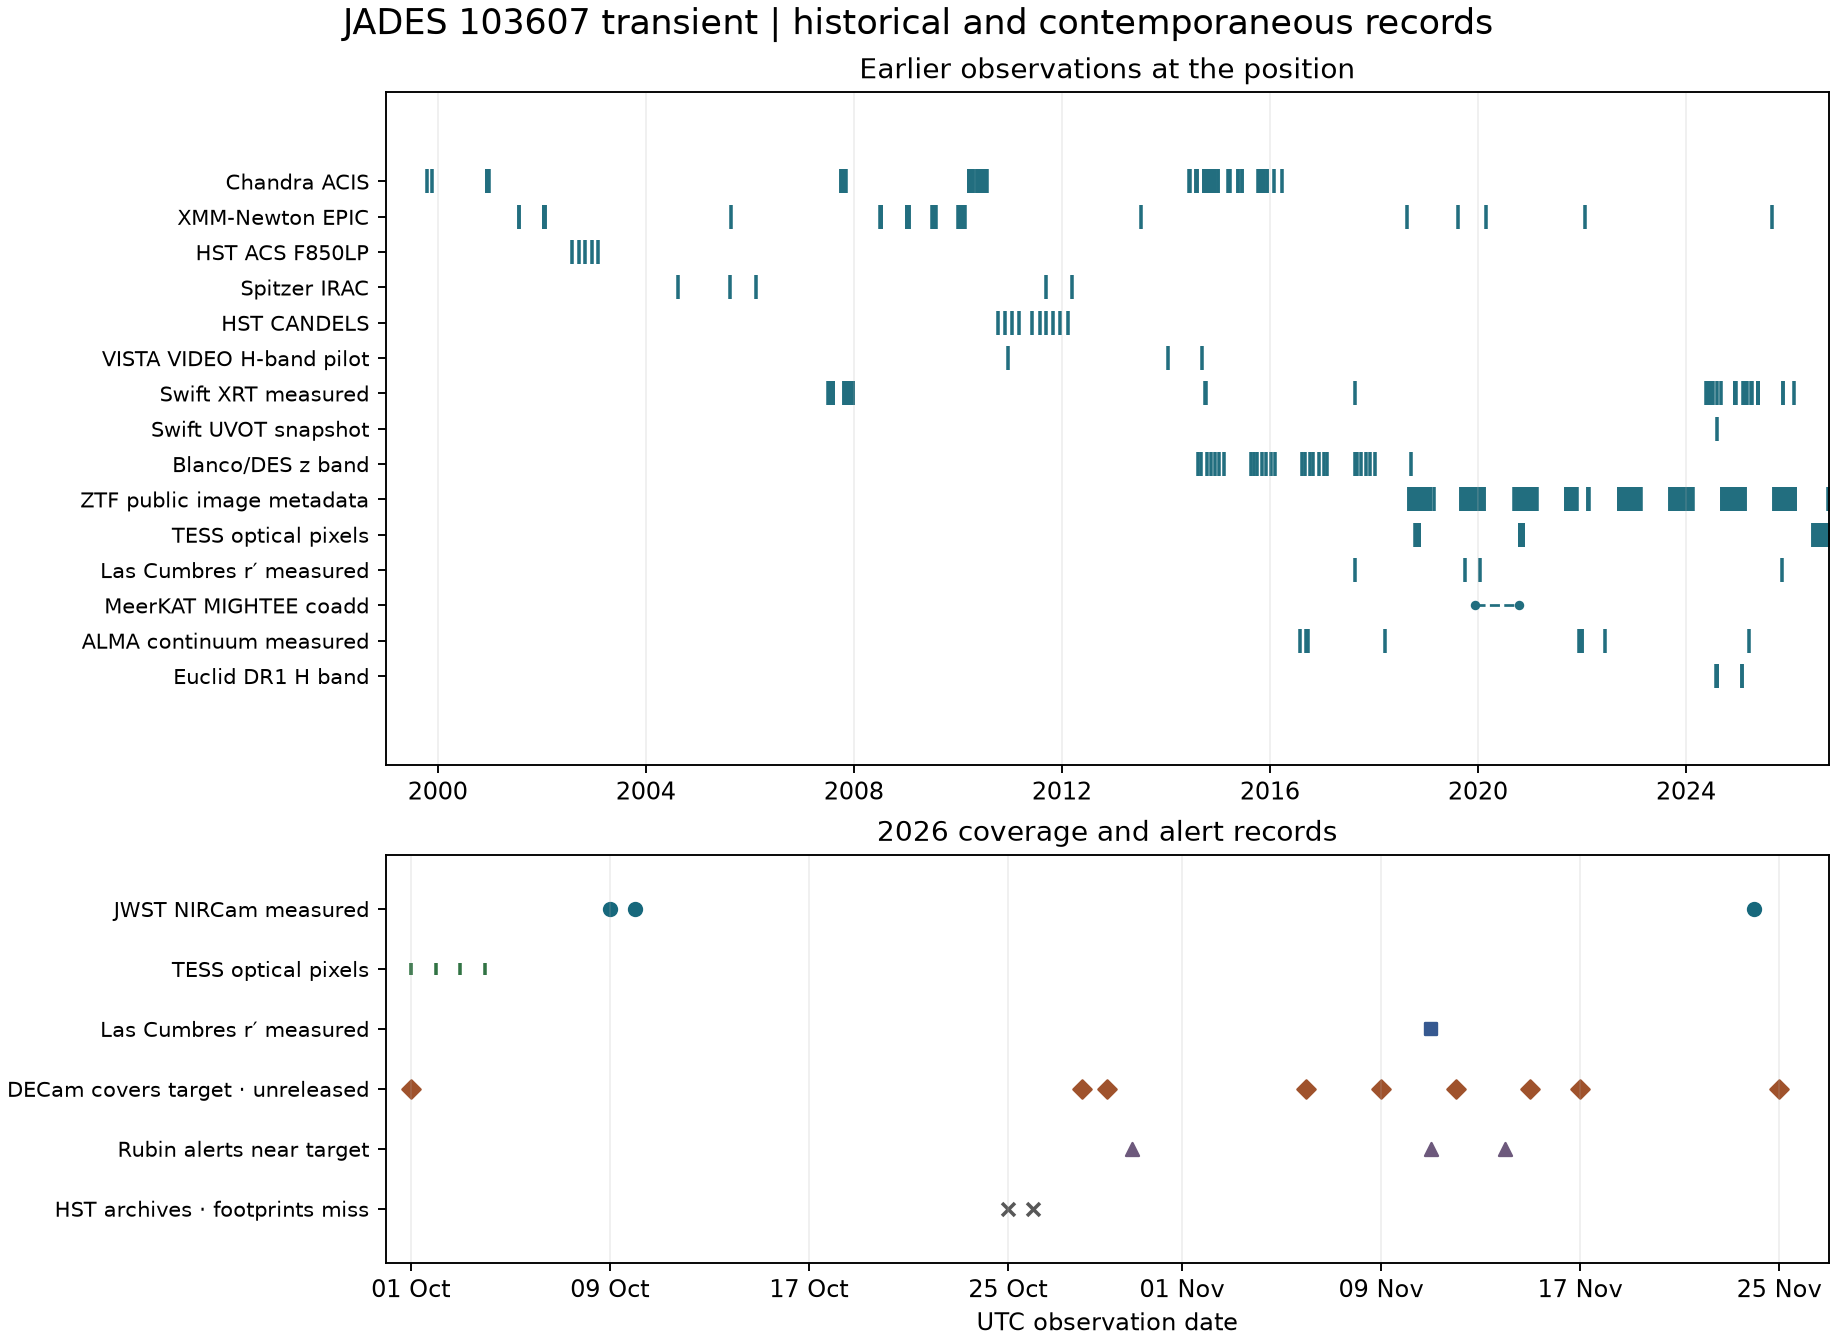 JADES 103607 transient | historical and contemporaneous records
Earlier observations at the position
Chandra ACIS
XMM-Newton EPIC
HST ACS F850LP
Spitzer IRAC
HST CANDELS
VISTA VIDEO H-band pilot
Swift XRT measured
Swift UVOT snapshot
Blanco/DES z band
ZTF public image metadata
TESS optical pixels
Las Cumbres r′ measured
MeerKAT MIGHTEE coadd
ALMA continuum measured
Euclid DR1 H band
2000 2004 2008 2012 2016 2020 2024
2026 coverage and alert records
JWST NIRCam measured
TESS optical pixels
Las Cumbres r′ measured
DECam covers target · unreleased
Rubin alerts near target
HST archives · footprints miss
01 Oct 09 Oct 17 Oct 25 Oct 01 Nov 09 Nov 17 Nov 25 Nov
UTC observation date